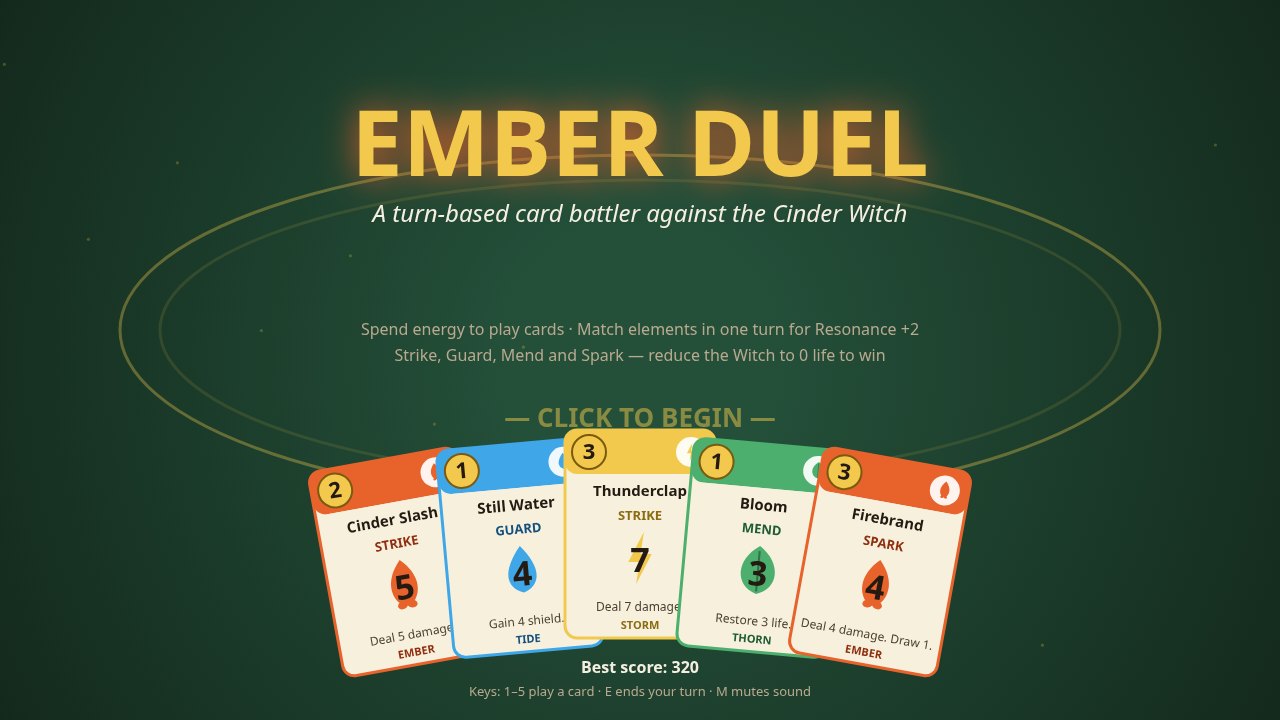 EMBER DUEL
A turn-based card battler against the Cinder Witch
Spend energy to play cards · Match elements in one turn for Resonance +2
Strike, Guard, Mend and Spark — reduce the Witch to 0 life to win
— CLICK TO BEGIN —
2
Cinder Slash
STRIKE
5
Deal 5 damage
EMBER
1
Still Water
GUARD
4
Gain 4 shield.
TIDE
3
Thunderclap
STRIKE
7
Deal 7 damage
STORM
1
Bloom
MEND
3
Restore 3 life.
THORN
3
Firebrand
SPARK
4
Deal 4 damage. Draw 1.
EMBER
Best score: 320
Keys: 1–5 play a card · E ends your turn · M mutes sound